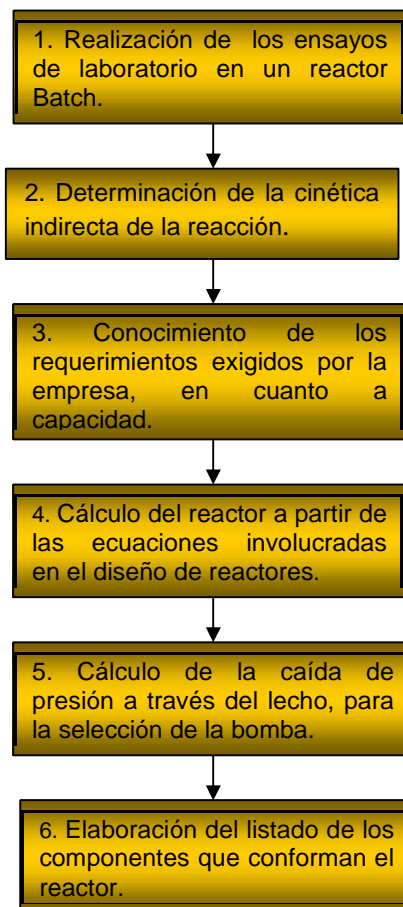 1. Realización de los ensayos
de laboratorio en un reactor
Batch.
2. Determinación de la cinética
indirecta de la reacción.
3. Conocimiento de los
requerimientos exigidos por la
empresa, en cuanto a
capacidad.
4. Cálculo del reactor a partir de
las ecuaciones involucradas
en el diseño de reactores.
5. Cálculo de la caída de
presión a través del lecho, para
la selección de la bomba.
6. Elaboración del listado de los
componentes que conforman el
reactor.